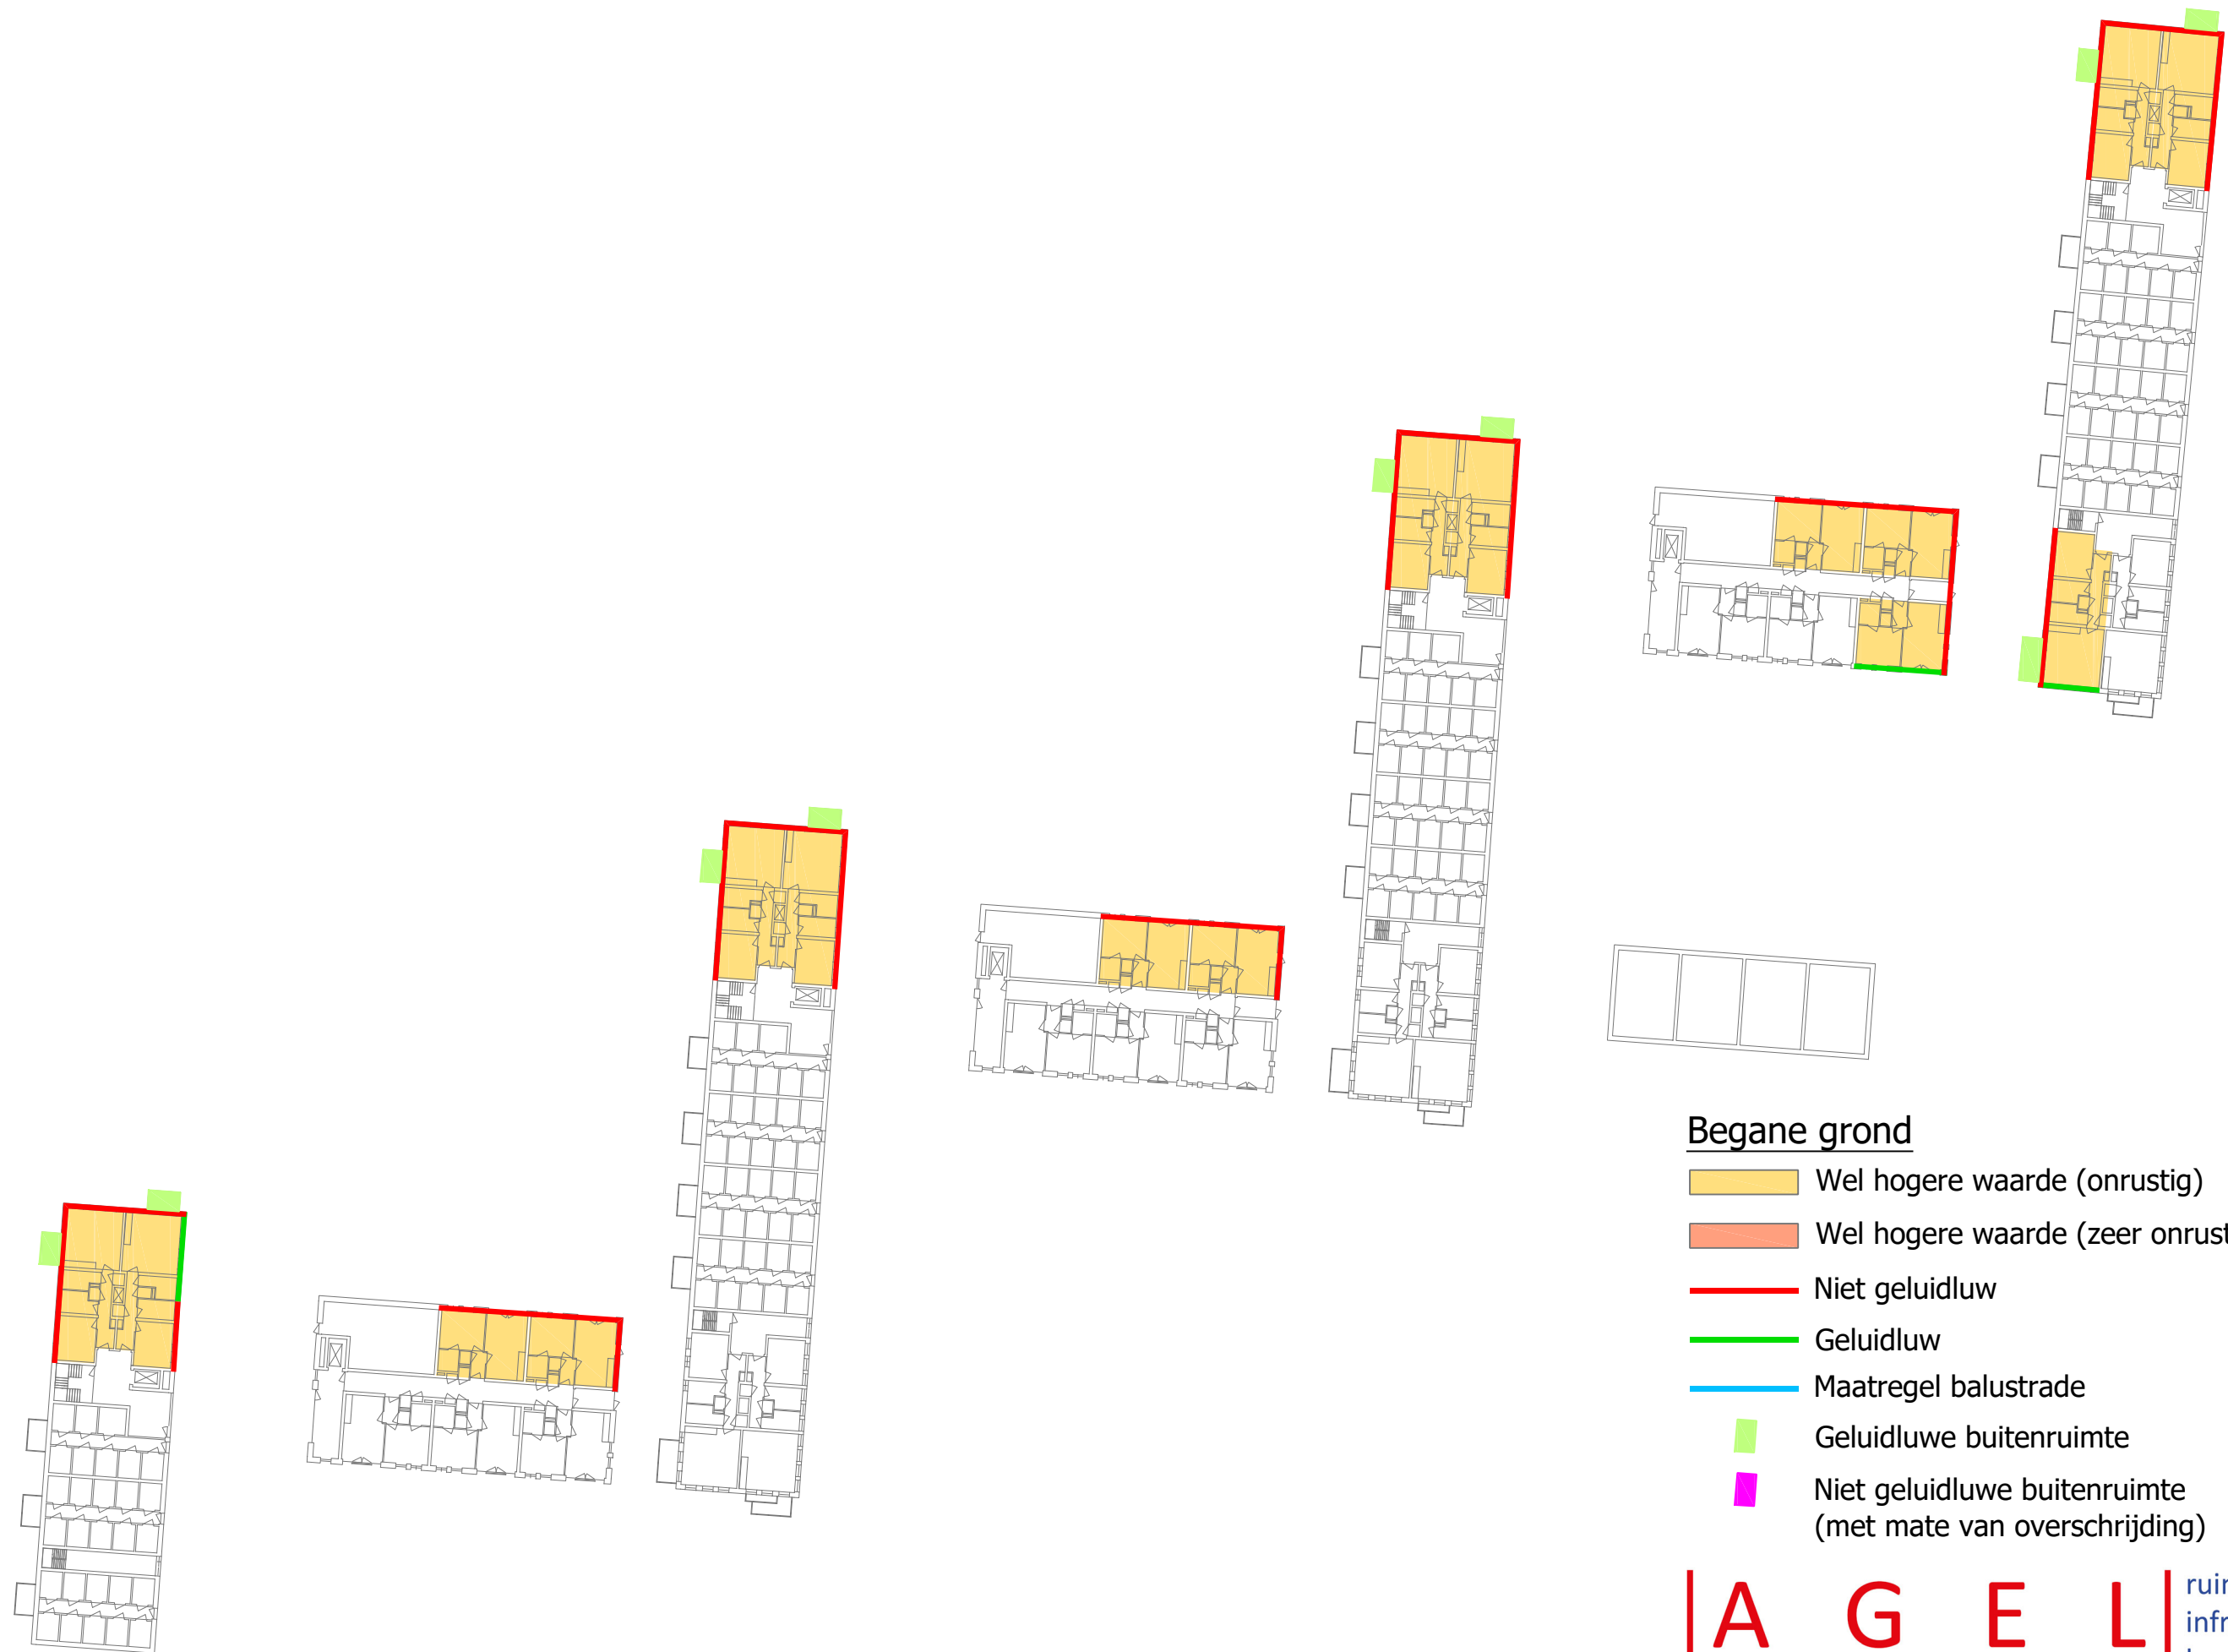 Begane grond
Wel hogere waarde (onrustig)
Wel hogere waarde (zeer
Niet geluidluw
Geluidluw
Maatregel balustrade
Geluidluwe buitenruimte
Niet geluidluwe buitenruimte
(met mate van overschrijding)
A G E L